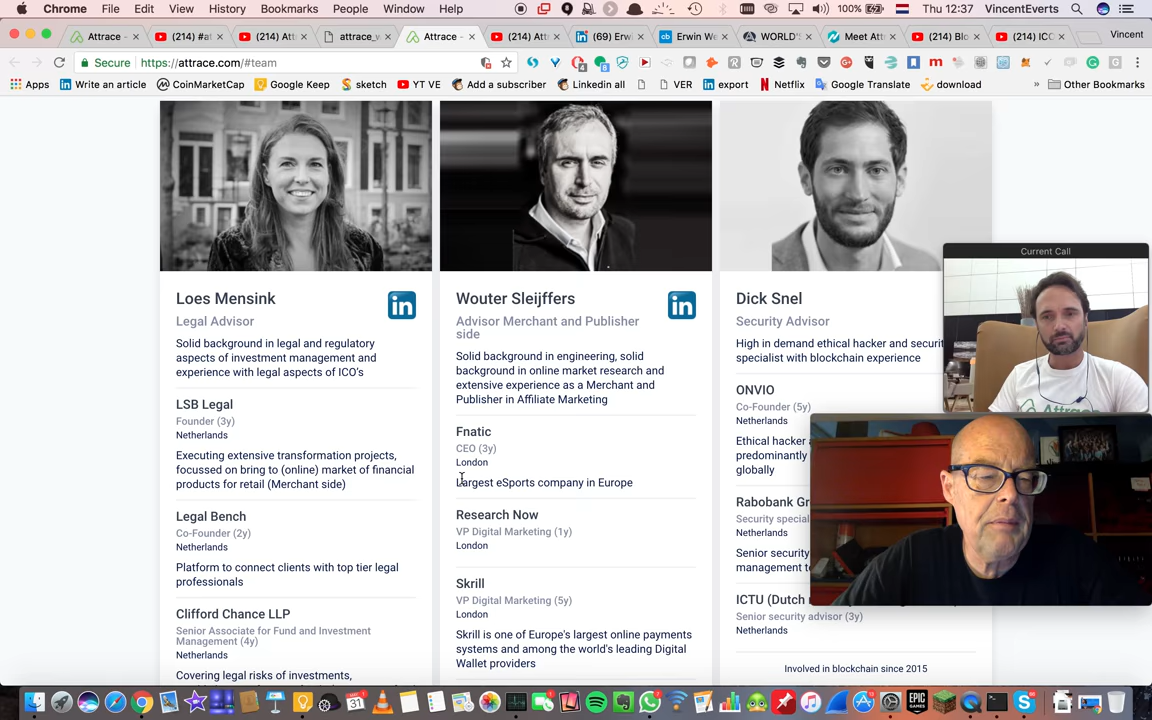 Chrome File Edit View History Bookmarks People Window Help
100% Thu 12:37 VincentEverts
Attrace - (214) #at (214) Att attrace_w Attrace - (214) Att (69) Erwi Erwin We WORLD'S Meet Att (214) Blo (214) ICO Vincent
Secure https://attrace.com/#team
Apps Write an article CoinMarketCap Google Keep sketch YT VE Add a subscriber Linkedin all VER export Netflix Google Translate download » Other Bookmarks
Loes Mensink
in
Legal Advisor
Solid background in legal and regulatory
aspects of investment management and
experience with legal aspects of ICO's
LSB Legal
Founder (3y)
Netherlands
Executing extensive transformation projects,
focussed on bring to (online) market of financial
products for retail (Merchant side)
Legal Bench
Co-Founder (2y)
Netherlands
Platform to connect clients with top tier legal
professionals
Clifford Chance LLP
Senior Associate for Fund and Investment
Management (4y)
Netherlands
Covering legal risks of investments,
Wouter Sleijffers
in
Advisor Merchant and Publisher
side
Solid background in engineering, solid
background in online market research and
extensive experience as a Merchant and
Publisher in Affiliate Marketing
Fnatic
CEO (3y)
London
Largest eSports company in Europe
Research Now
VP Digital Marketing (1y)
London
Skrill
VP Digital Marketing (5y)
London
Skrill is one of Europe's largest online payments
systems and among the world's leading Digital
Wallet providers
Dick Snel
Security Advisor
High in demand ethical hacker and securit
specialist with blockchain experience
ONVIO
Co-Founder (5y)
Netherlands
Ethical hacker
predominantly
globally
Rabobank Gr
Security special
Netherlands
Senior security
management t
ICTU (Dutch
Senior security advisor (3y)
Netherlands
Involved in blockchain since 2015
Current Call
Attrace